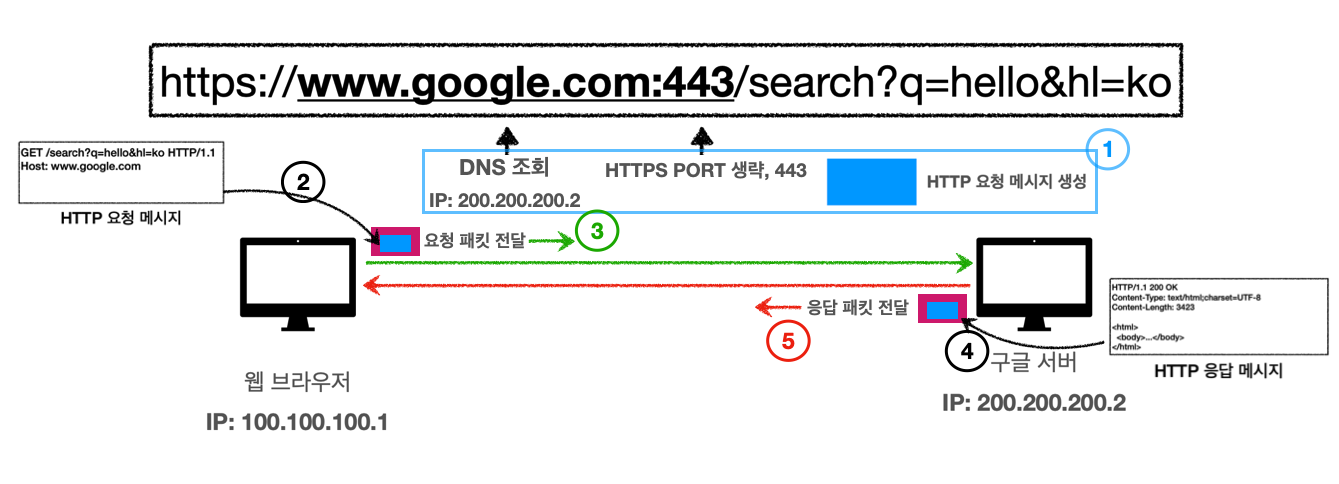 https://www.google.com:443/search?q=hello&hl=ko
GET /search?q=hello&hl=ko HTTP/1.1
Host: www.google.com
HTTP 요청 메시지
2
DNS 조회
IP: 200.200.200.2
HTTPS PORT 생략, 443
HTTP 요청 메시지 생성
1
요청 패킷 전달
3
응답 패킷 전달
5
4
HTTP/1.1 200 OK
Content-Type: text/html;charset=UTF-8
Content-Length: 3423
<html>
<body>...</body>
</html>
HTTP 응답 메시지
웹 브라우저
IP: 100.100.100.1
구글 서버
IP: 200.200.200.2